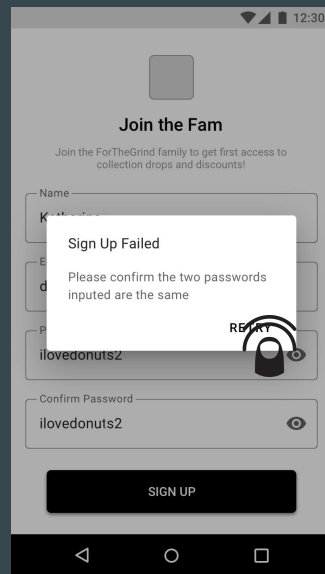 12:30
Join the Fam
Join the ForTheGrind family to get first access to
collection drops and discounts!
Name
Sign Up Failed
Please confirm the two passwords
inputed are the same
RETRY
ilovedonuts2
Confirm Password
ilovedonuts2
SIGN UP